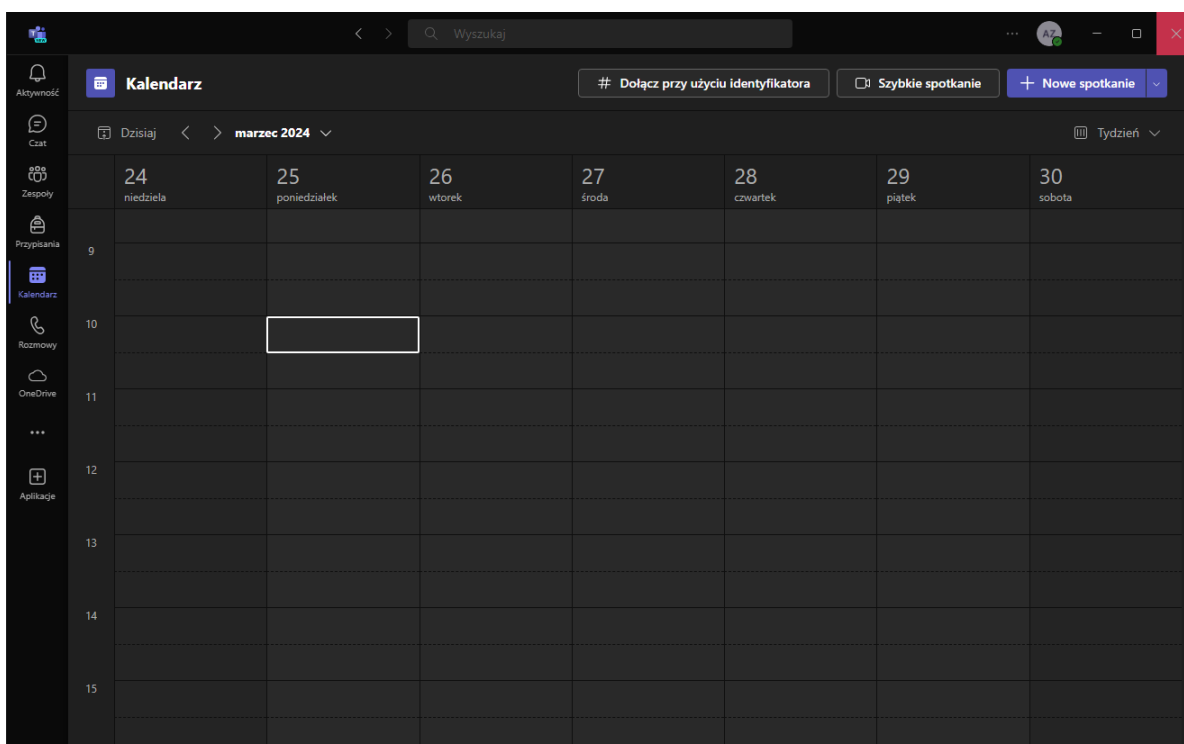 Wyszukaj
AZ
Aktywność
Czat
Zespoły
Przypisania
Kalendarz
Rozmowy
OneDrive
Aplikacje
Kalendarz
# Dołącz przy użyciu identyfikatora
Szybkie spotkanie
+ Nowe spotkanie
Dzisiaj
marzec 2024
Tydzień
24 niedziela
25 poniedziałek
26 wtorek
27 środa
28 czwartek
29 piątek
30 sobota
9
10
11
12
13
14
15